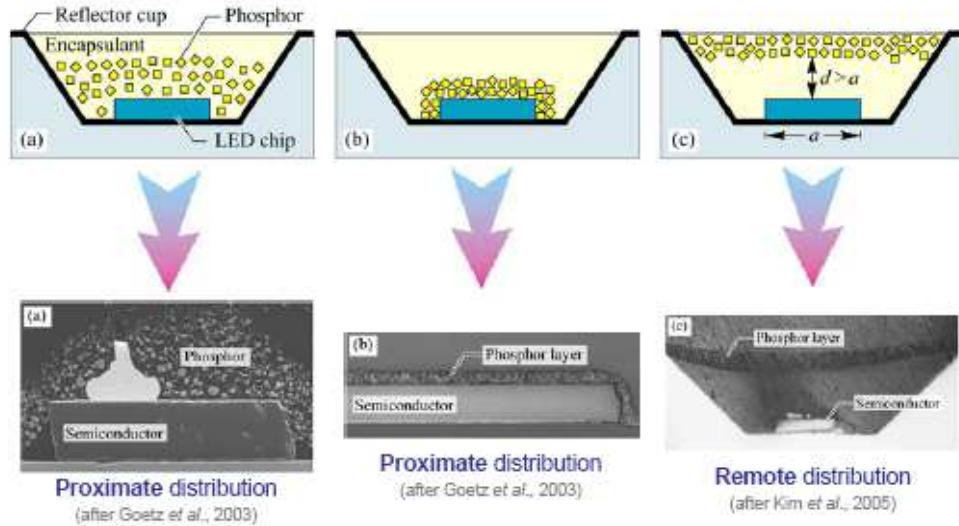 Reflector cup
Phosphor
Encapsulant
(a)
LED chip
(b)
d > a
(c)
a
(a)
Phosphor
Semiconductor
(b)
Phosphor layer
Semiconductor
(c)
Phosphor layer
Semiconductor
Proximate distribution
(after Goetz et al., 2003)
Proximate distribution
(after Goetz et al., 2003)
Remote distribution
(after Kim et al., 2005)